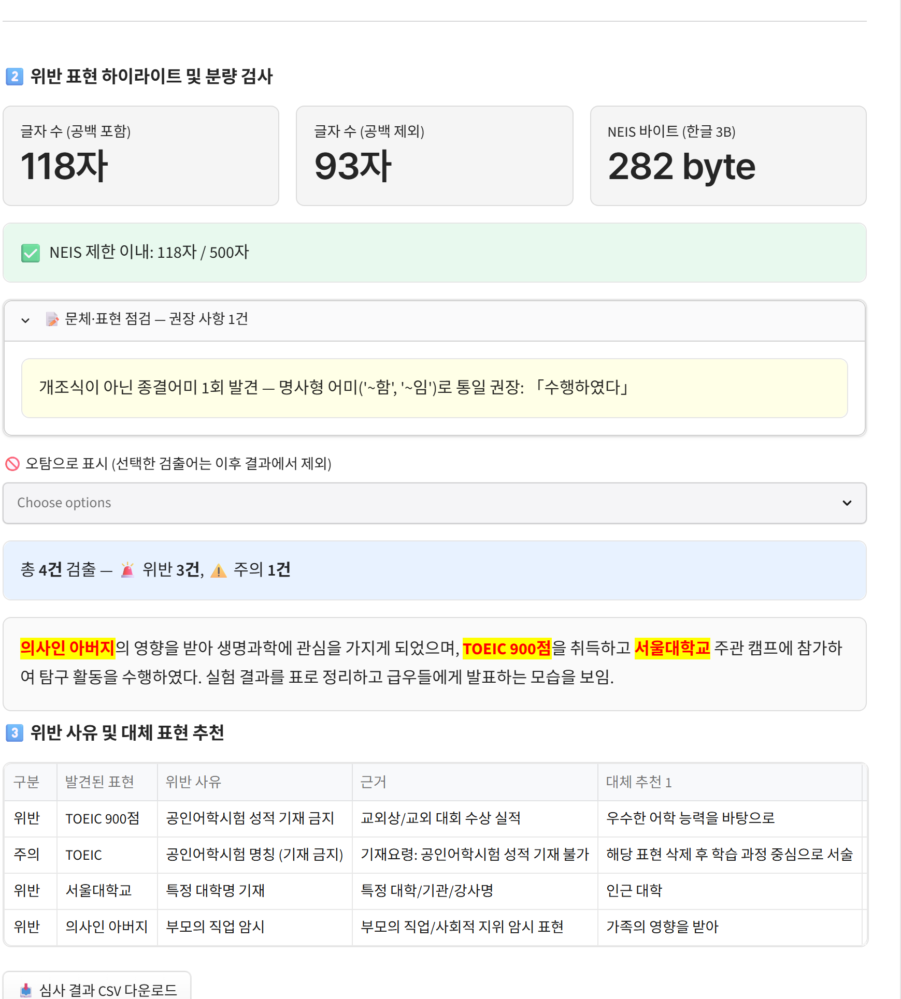 2 위반 표현 하이라이트 및 분량 검사
글자 수 (공백 포함)
118자
글자 수 (공백 제외)
93자
NEIS 바이트 (한글 3B)
282 byte
NEIS 제한 이내: 118자 / 500자
문체·표현 점검 — 권장 사항 1건
개조식이 아닌 종결어미 1회 발견 — 명사형 어미('~함', '~임')로 통일 권장: 「수행하였다」
오탐으로 표시 (선택한 검출어는 이후 결과에서 제외)
Choose options
총 4건 검출 — 위반 3건, 주의 1건
의사인 아버지의 영향을 받아 생명과학에 관심을 가지게 되었으며, TOEIC 900점을 취득하고 서울대학교 주관 캠프에 참가하
여 탐구 활동을 수행하였다. 실험 결과를 표로 정리하고 급우들에게 발표하는 모습을 보임.
3 위반 사유 및 대체 표현 추천
구분 발견된 표현 위반 사유 근거 대체 추천 1
위반 TOEIC 900점 공인어학시험 성적 기재 금지 교외상/교외 대회 수상 실적 우수한 어학 능력을 바탕으로
주의 TOEIC 공인어학시험 명칭 (기재 금지) 기재요령: 공인어학시험 성적 기재 불가 해당 표현 삭제 후 학습 과정 중심으로 서술
위반 서울대학교 특정 대학명 기재 특정 대학/기관/강사명 인근 대학
위반 의사인 아버지 부모의 직업 암시 부모의 직업/사회적 지위 암시 표현 가족의 영향을 받아
심사 결과 CSV 다운로드